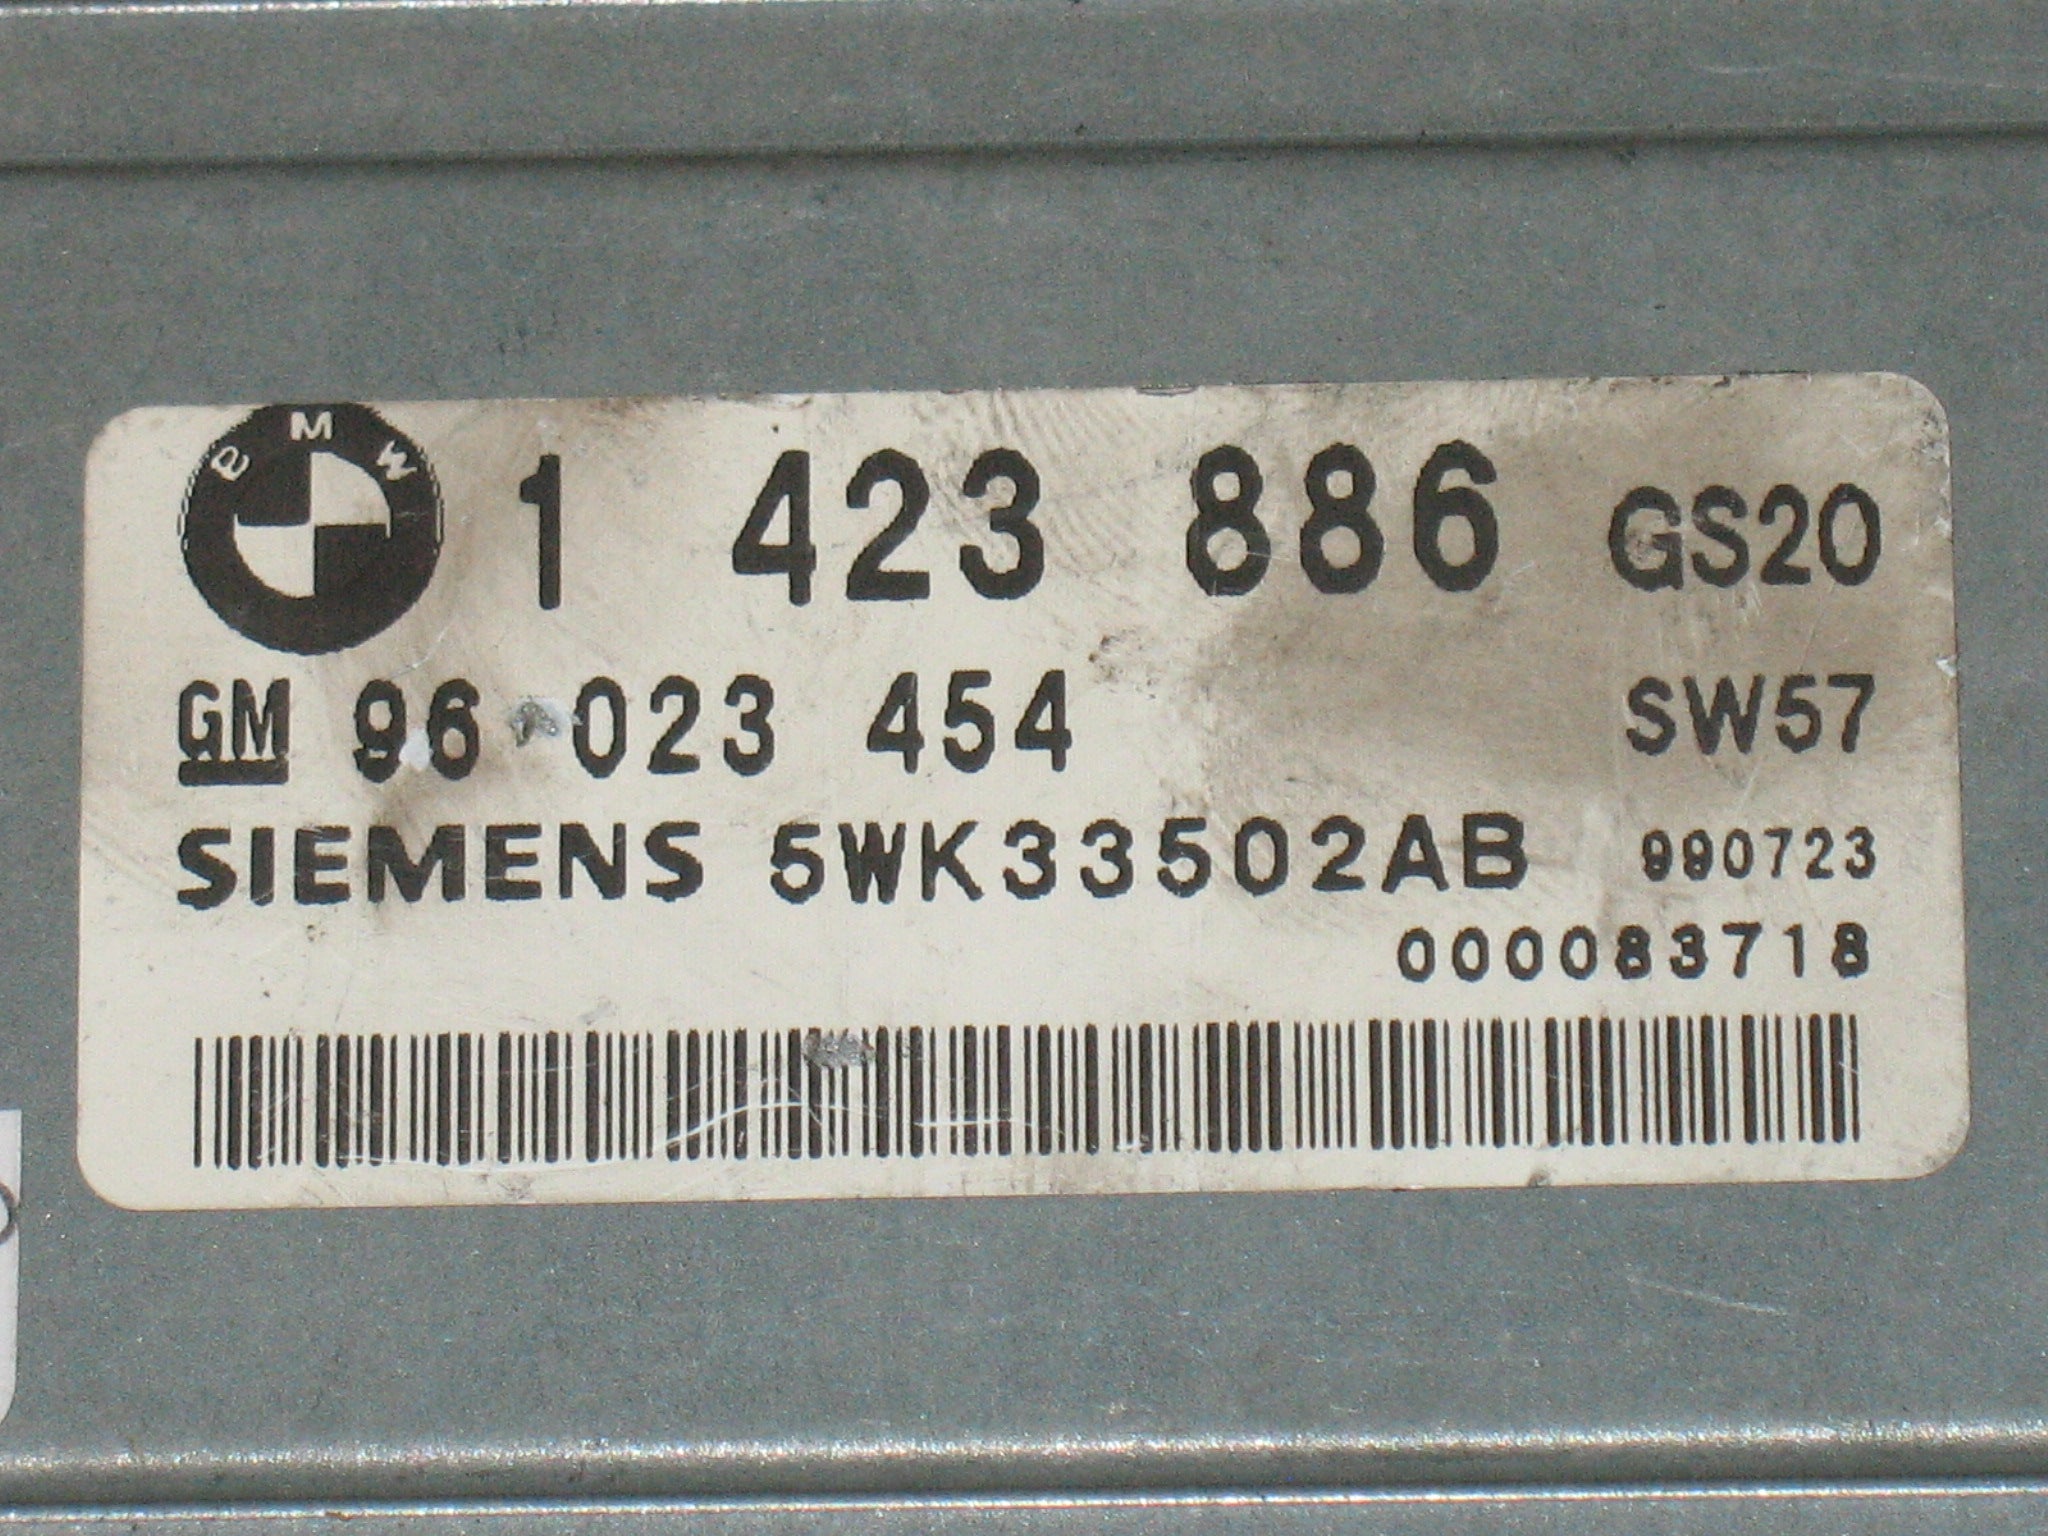 BMW 1 423 886 GS20
GM 96 023 454 SW57
SIEMENS 5WK33502AB 990723
000083718